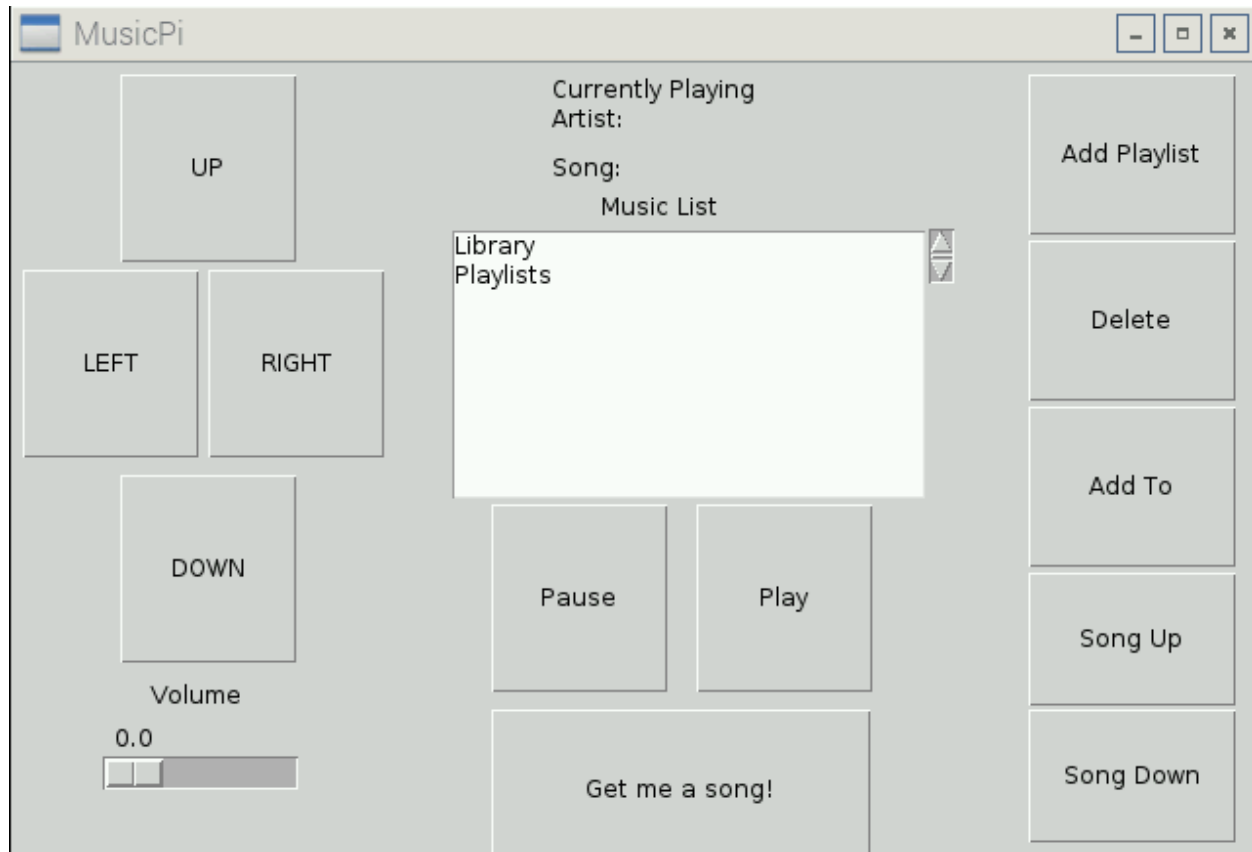 MusicPi
UP
LEFT
RIGHT
DOWN
Volume
0.0
Currently Playing
Artist:
Song:
Music List
Library
Playlists
Pause
Play
Get me a song!
Add Playlist
Delete
Add To
Song Up
Song Down